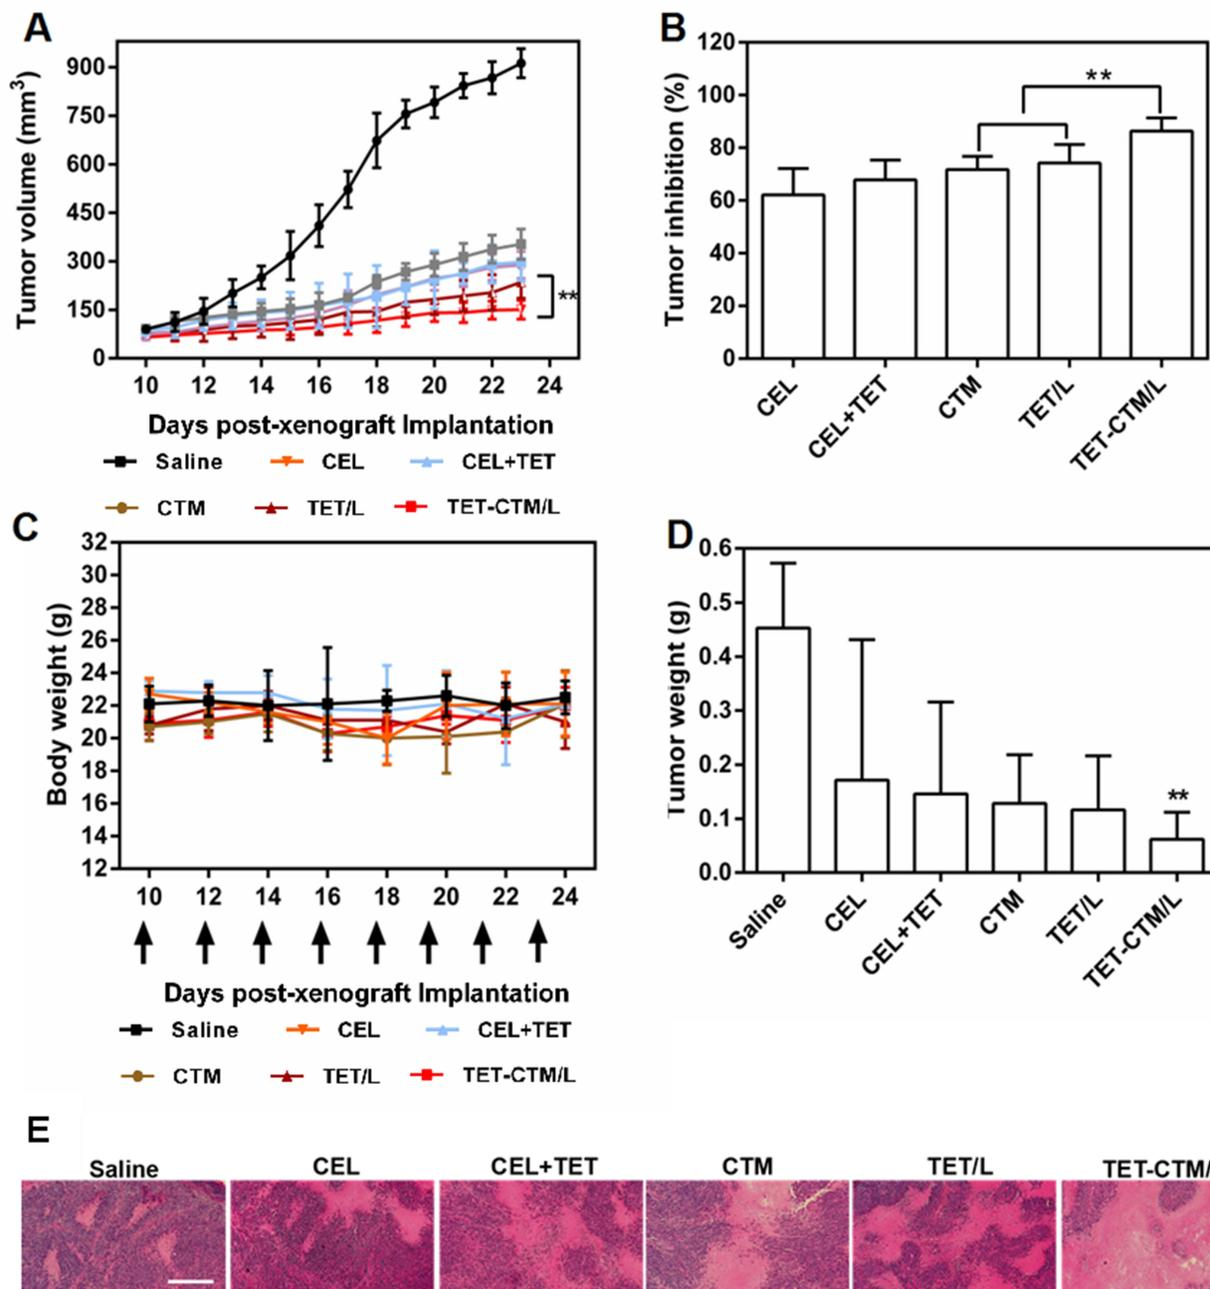 A
Tumor volume (mm3)
900
750
600
450
300
150
0
**
10 12 14 16 18 20 22 24
Days post-xenograft Implantation
Saline CEL CEL+TET
CTM TET/L TET-CTM/L
B
Tumor inhibition (%)
120
100
80
60
40
20
0
**
CEL CEL+TET CTM TET/L TET-CTM/L
C
Body weight (g)
32
30
28
26
24
22
20
18
16
14
12
10 12 14 16 18 20 22 24
Days post-xenograft Implantation
Saline CEL CEL+TET
CTM TET/L TET-CTM/L
D
Tumor weight (g)
0.6
0.5
0.4
0.3
0.2
0.1
0.0
**
Saline CEL CEL+TET CTM TET/L TET-CTM/L
E
Saline CEL CEL+TET CTM TET/L TET-CTM/